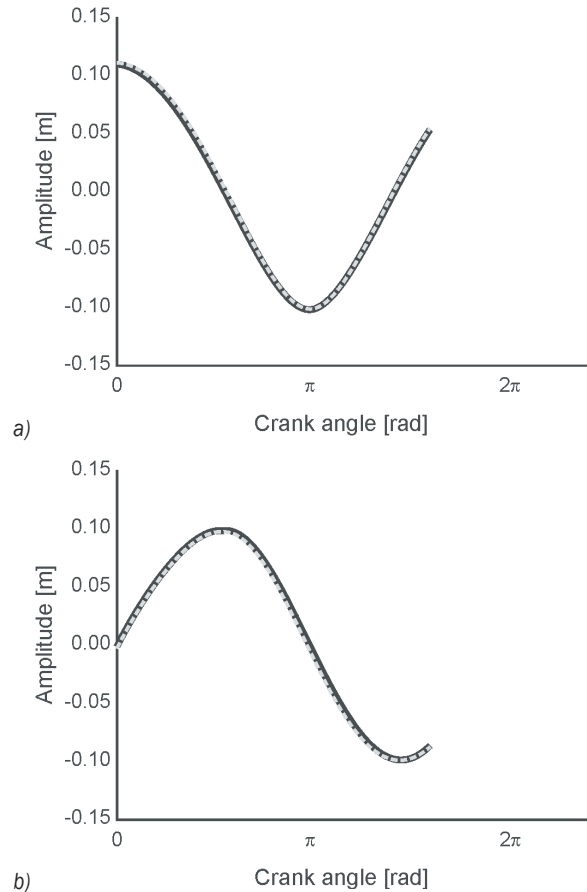 0.15
0.10
0.05
0.00
-0.05
-0.10
-0.15
Amplitude [m]
0 π 2π
Crank angle [rad]
a)
0.15
0.10
0.05
0.00
-0.05
-0.10
-0.15
Amplitude [m]
0 π 2π
Crank angle [rad]
b)